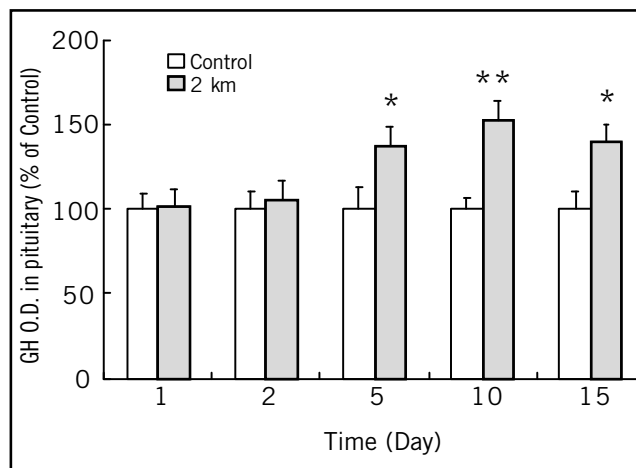 200
150
100
50
0
GH O.D. in pituitary (% of Control)
Control
2 km
*
**
*
1 2 5 10 15
Time (Day)